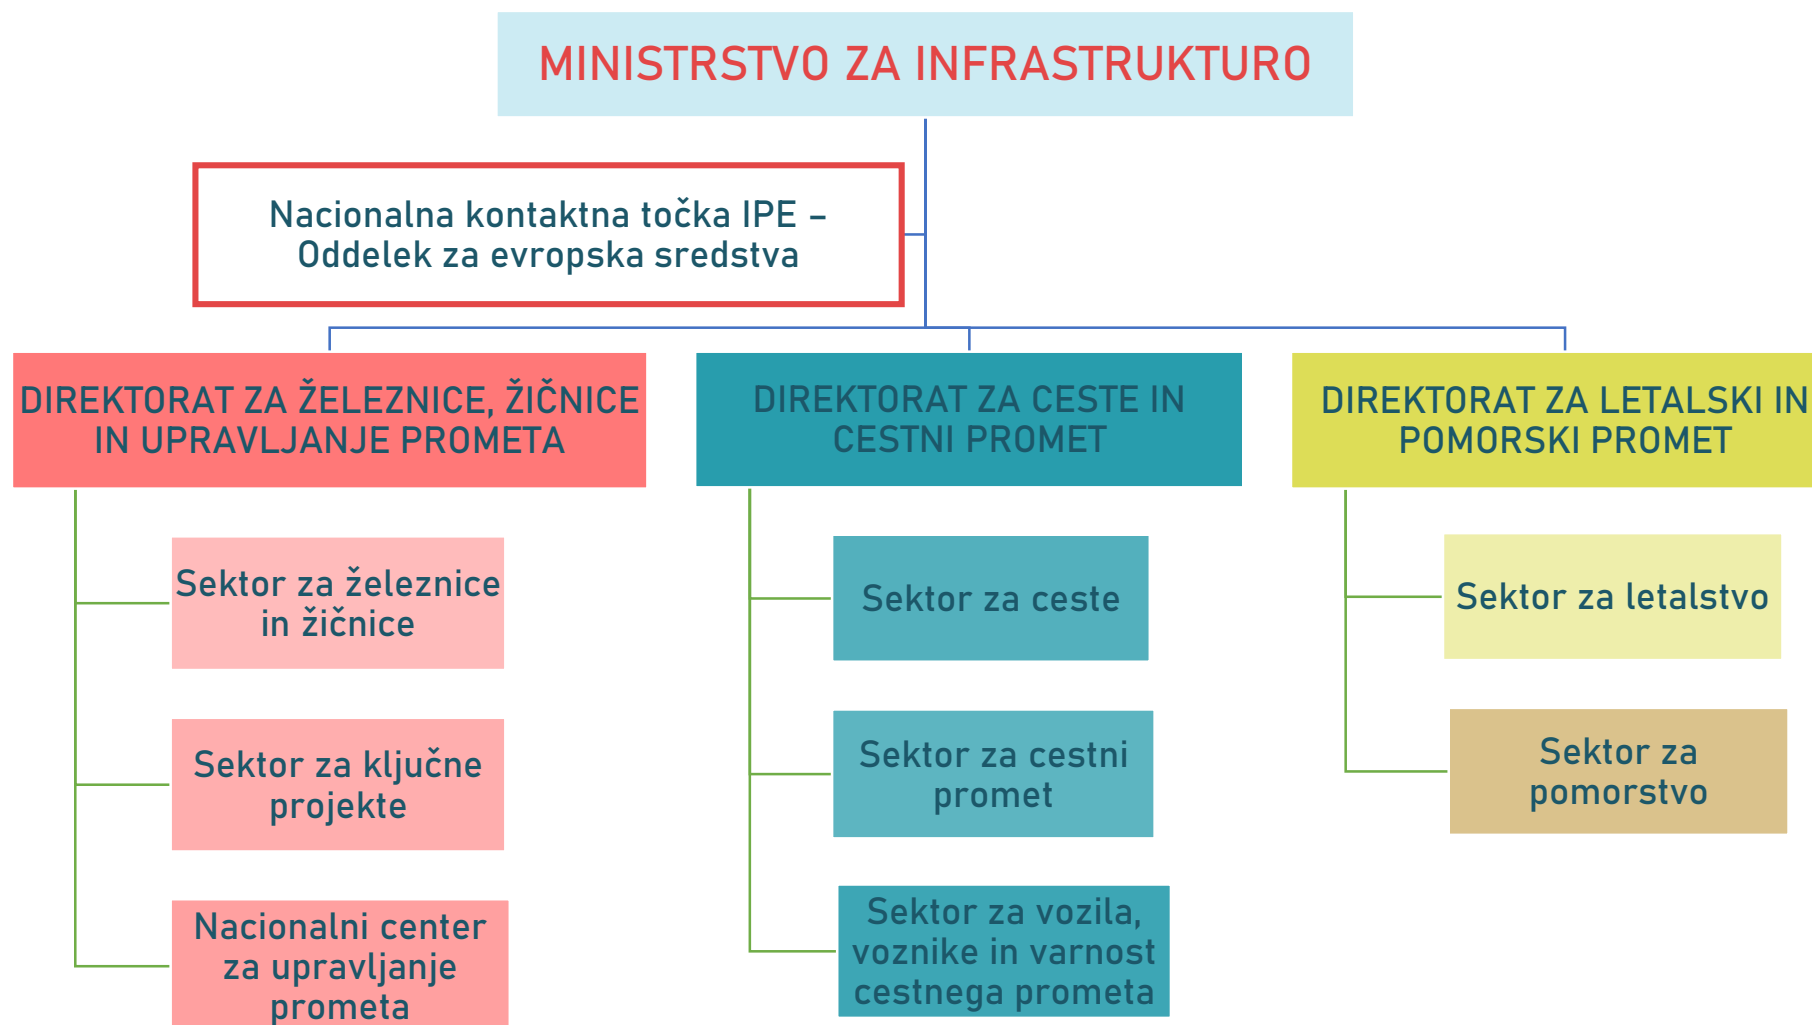 MINISTRSTVO ZA INFRASTRUKTURO
Nacionalna kontaktna točka IPE –
Oddelek za evropska sredstva
DIREKTORAT ZA ŽELEZNICE, ŽIČNICE
IN UPRAVLJANJE PROMETA
Sektor za železnice
in žičnice
Sektor za ključne
projekte
Nacionalni center
za upravljanje
prometa
DIREKTORAT ZA CESTE IN
CESTNI PROMET
Sektor za ceste
Sektor za cestni
promet
Sektor za vozila,
voznike in varnost
cestnega prometa
DIREKTORAT ZA LETALSKI IN
POMORSKI PROMET
Sektor za letalstvo
Sektor za
pomorstvo